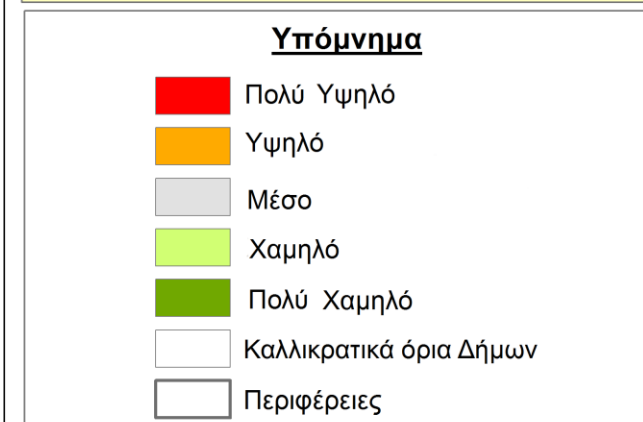 Υπόμνημα
Πολύ Υψηλό
Υψηλό
Μέσο
Χαμηλό
Πολύ Χαμηλό
Καλλικρατικά όρια Δήμων
Περιφέρειες